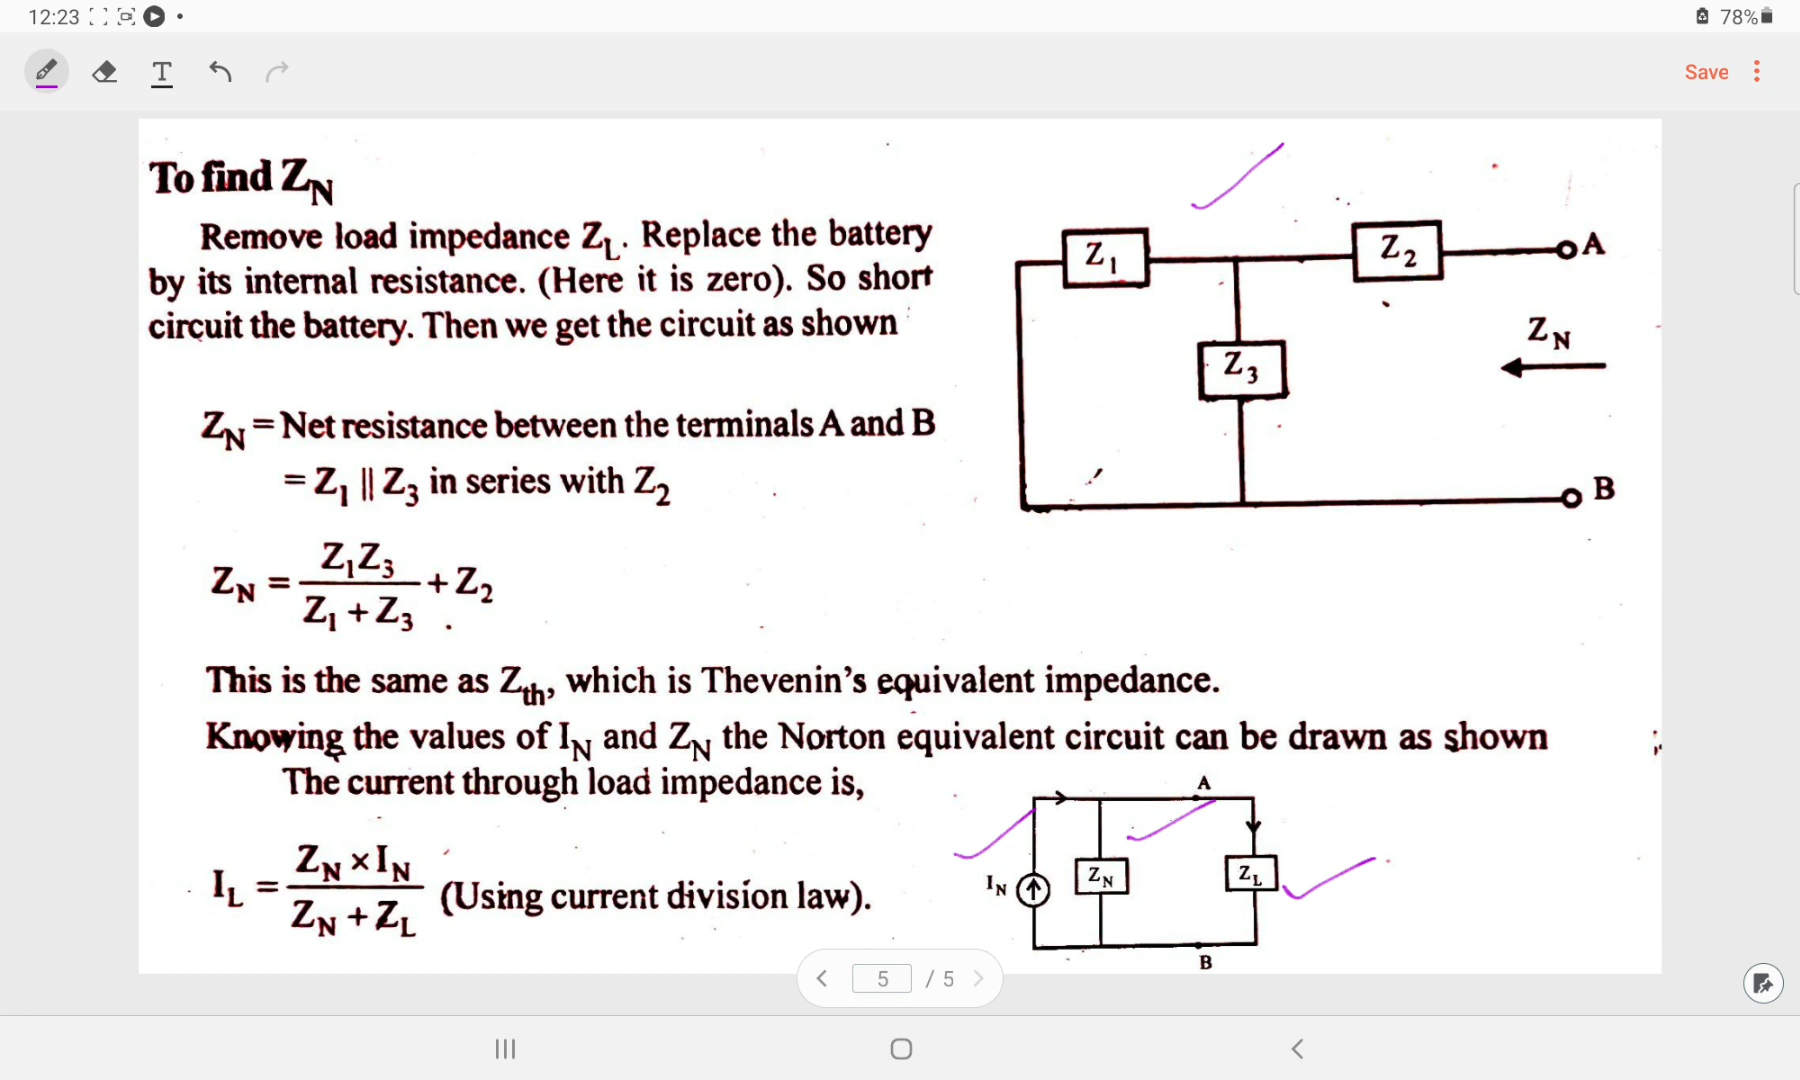 12:23
78%
T
Save
To find Z_N
Remove load impedance Z_L. Replace the battery
by its internal resistance. (Here it is zero). So short
circuit the battery. Then we get the circuit as shown
Z_N = Net resistance between the terminals A and B
= Z_1 || Z_3 in series with Z_2
Z_N = Z_1Z_3 / (Z_1 + Z_3) + Z_2
Z_1
Z_2
A
Z_3
Z_N
B
This is the same as Z_th, which is Thevenin's equivalent impedance.
Knowing the values of I_N and Z_N the Norton equivalent circuit can be drawn as shown
The current through load impedance is,
I_L = (Z_N × I_N) / (Z_N + Z_L) (Using current division law).
A
I_N
Z_N
Z_L
B
5 / 5